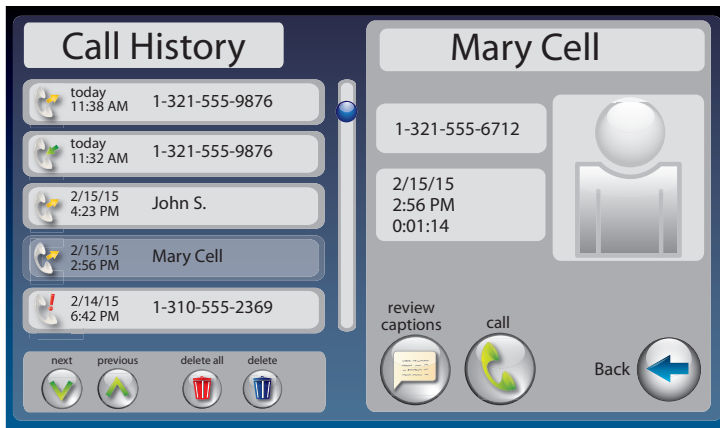 Call History
today
11:38 AM 1-321-555-9876
today
11:32 AM 1-321-555-9876
2/15/15
4:23 PM John S.
2/15/15
2:56 PM Mary Cell
2/14/15
6:42 PM 1-310-555-2369
next previous delete all delete
Mary Cell
1-321-555-6712
2/15/15
2:56 PM
0:01:14
review
captions
call
Back